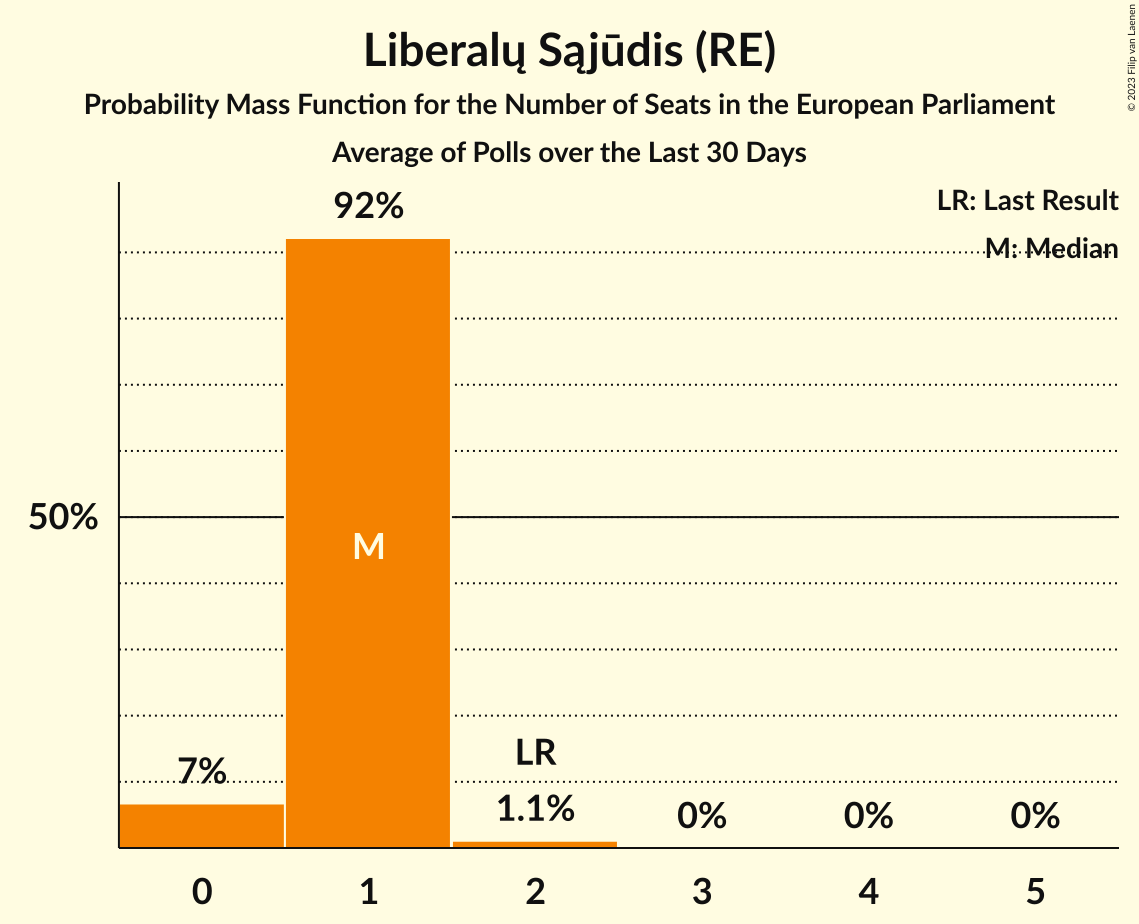 Liberalų Sąjūdis (RE)
Probability Mass Function for the Number of Seats in the European Parliament
Average of Polls over the Last 30 Days
© 2023 Filip van Laenen
LR: Last Result
M: Median
92%
50%
M
7%
LR
1.1%
0%
0%
0%
0
1
2
3
4
5